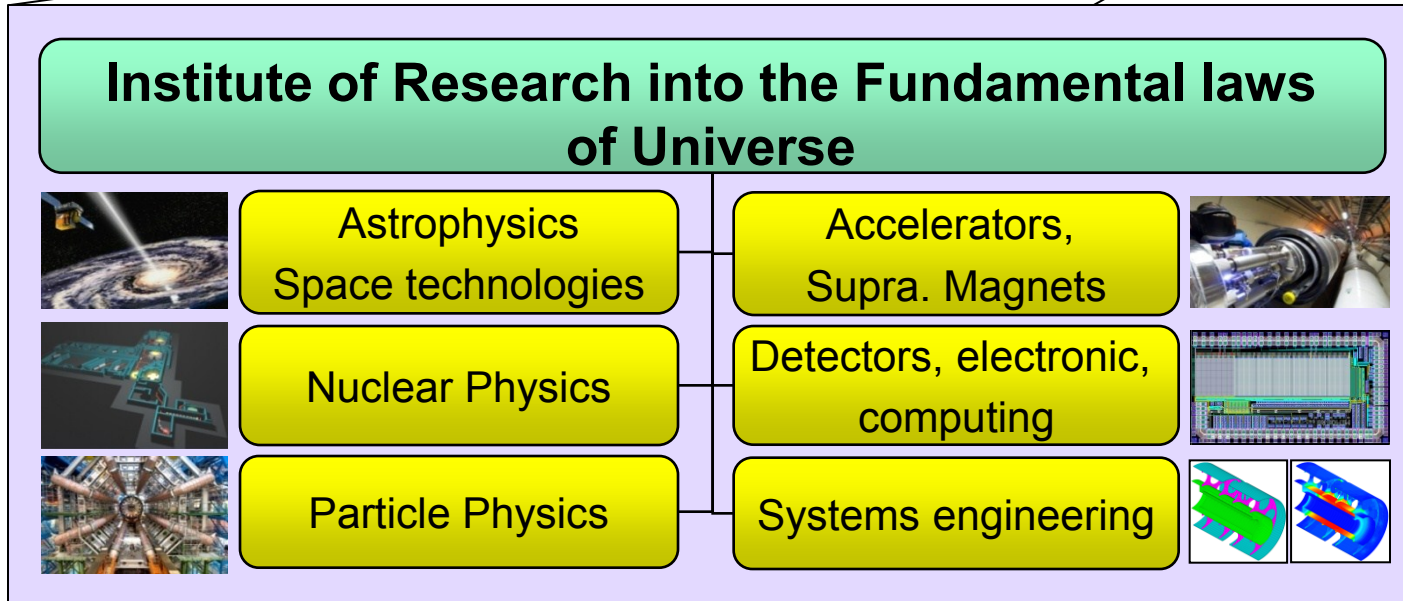 Institute of Research into the Fundamental laws
of Universe
Astrophysics
Space technologies
Accelerators,
Supra. Magnets
Nuclear Physics
Detectors, electronic,
computing
Particle Physics
Systems engineering